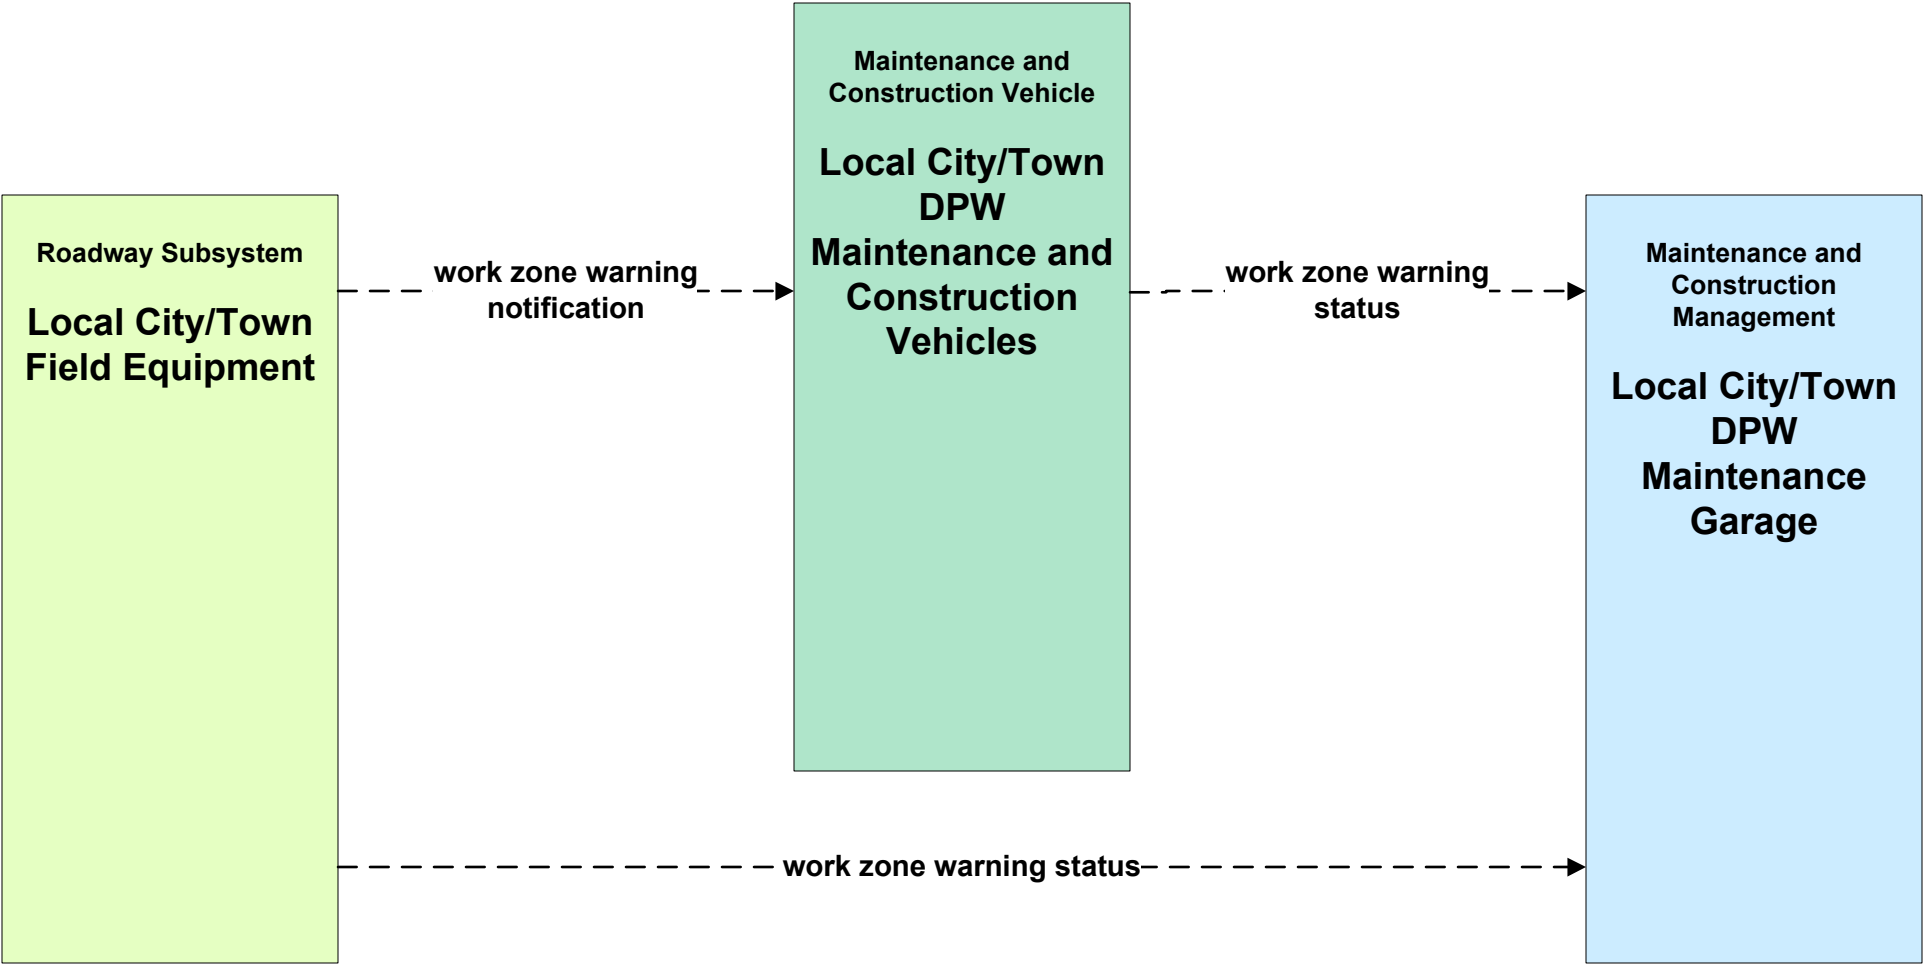 Maintenance and
Construction Vehicle
Local City/Town
DPW
Maintenance and
Construction
Vehicles
Roadway Subsystem
Local City/Town
Field Equipment
work zone warning
notification
work zone warning
status
Maintenance and
Construction
Management
Local City/Town
DPW
Maintenance
Garage
work zone warning status